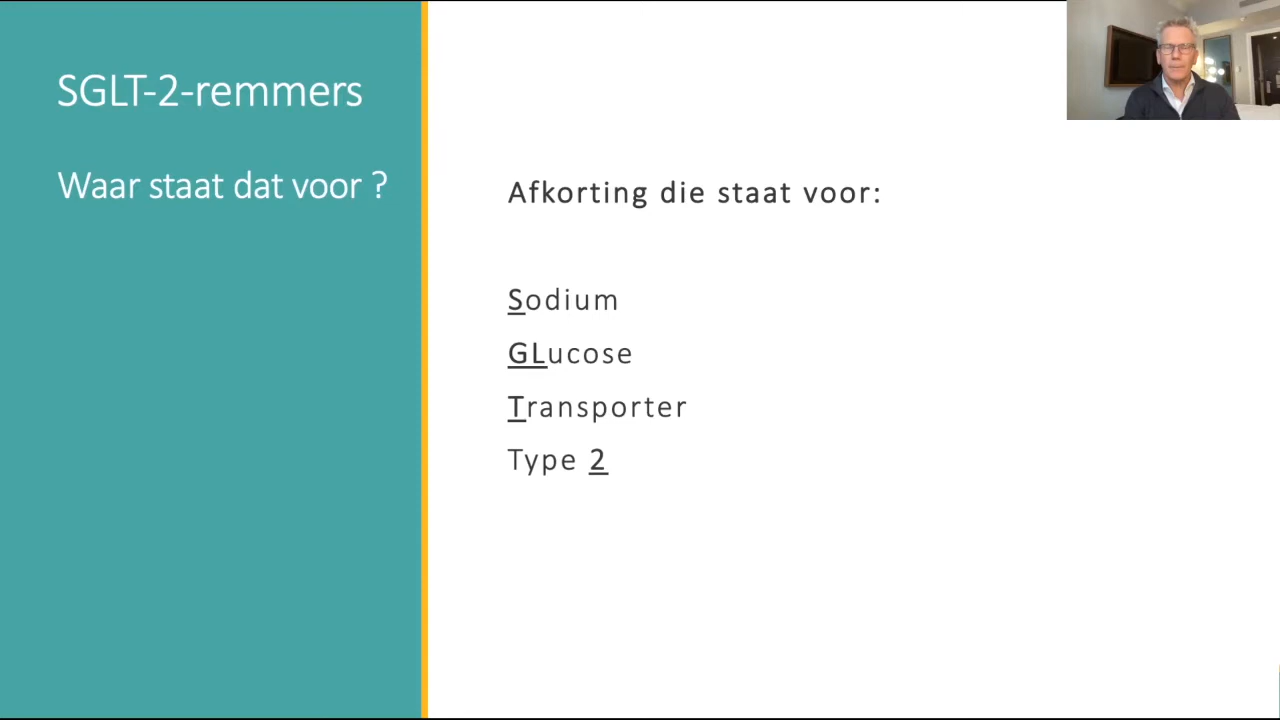 SGLT-2-remmers
Waar staat dat voor ?
Afkorting die staat voor:
Sodium
GLucose
Transporter
Type 2